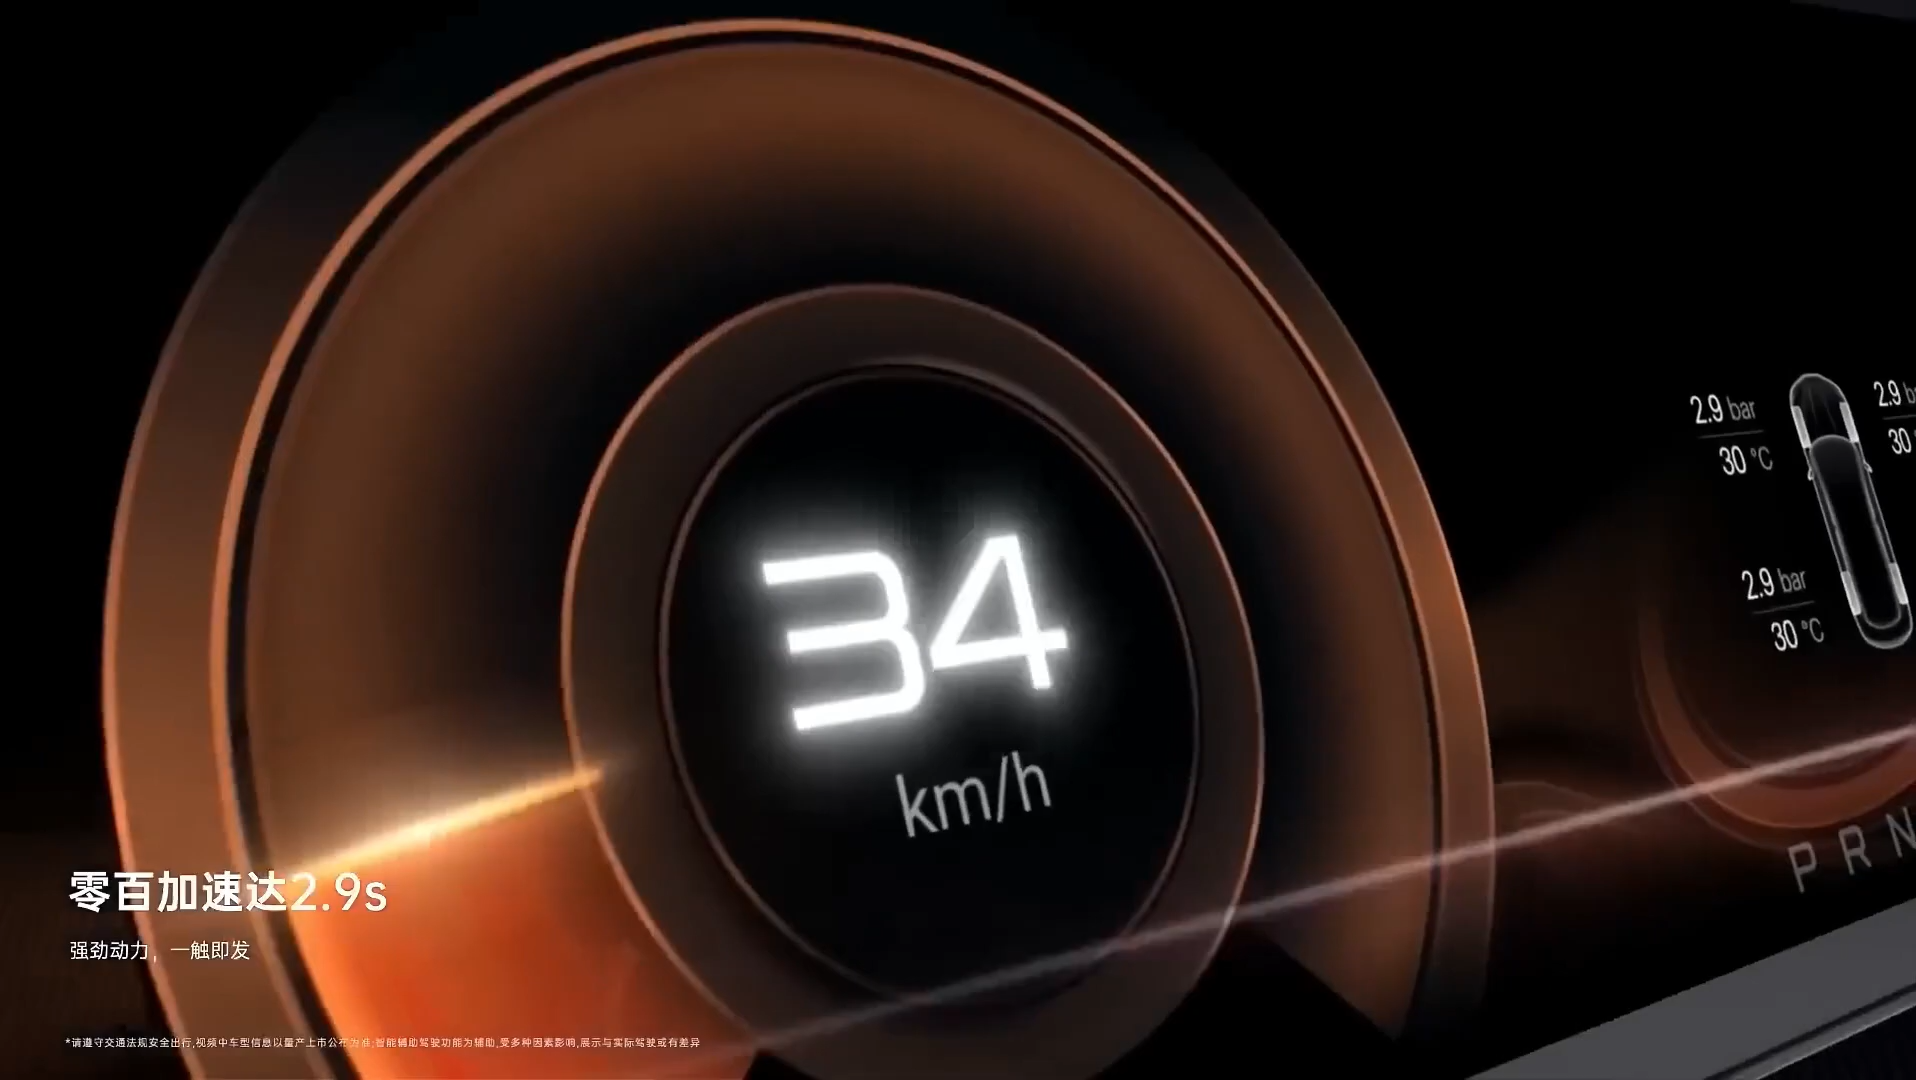 2.9 bar
2.9 b
30 °C
30 °
34
km/h
2.9 bar
30 °C
P R N
零百加速达2.9s
强劲动力，一触即发
*请遵守交通法规安全出行,视频中车型信息以量产上市公布为准;智能辅助驾驶功能为辅助,受多种因素影响,展示与实际驾驶或有差异